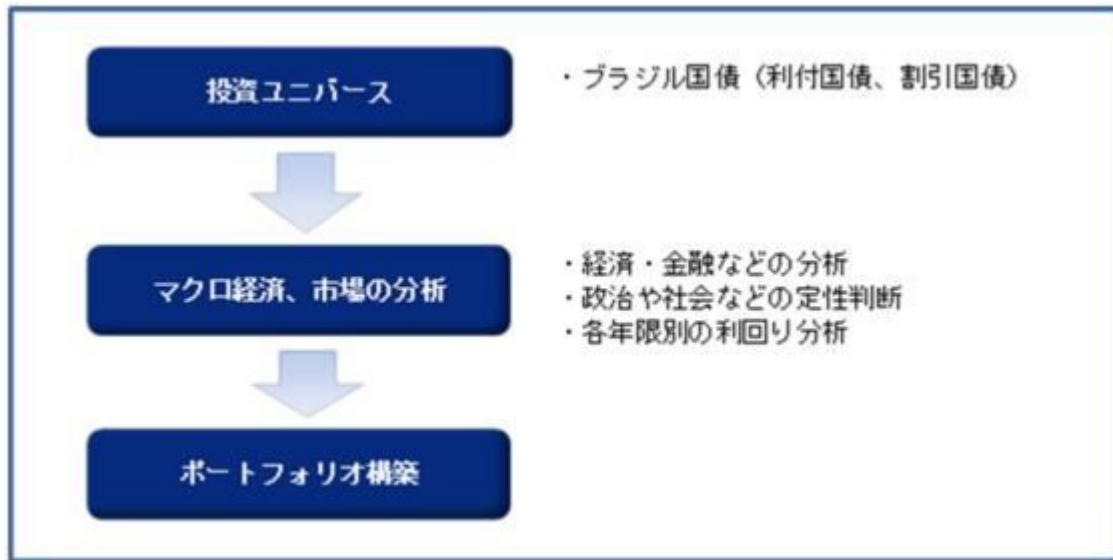 投資ユニバース
・ブラジル国債（利付国債、割引国債）
マクロ経済、市場の分析
・経済・金融などの分析
・政治や社会などの定性判断
・各年限別の利回り分析
ポートフォリオ構築